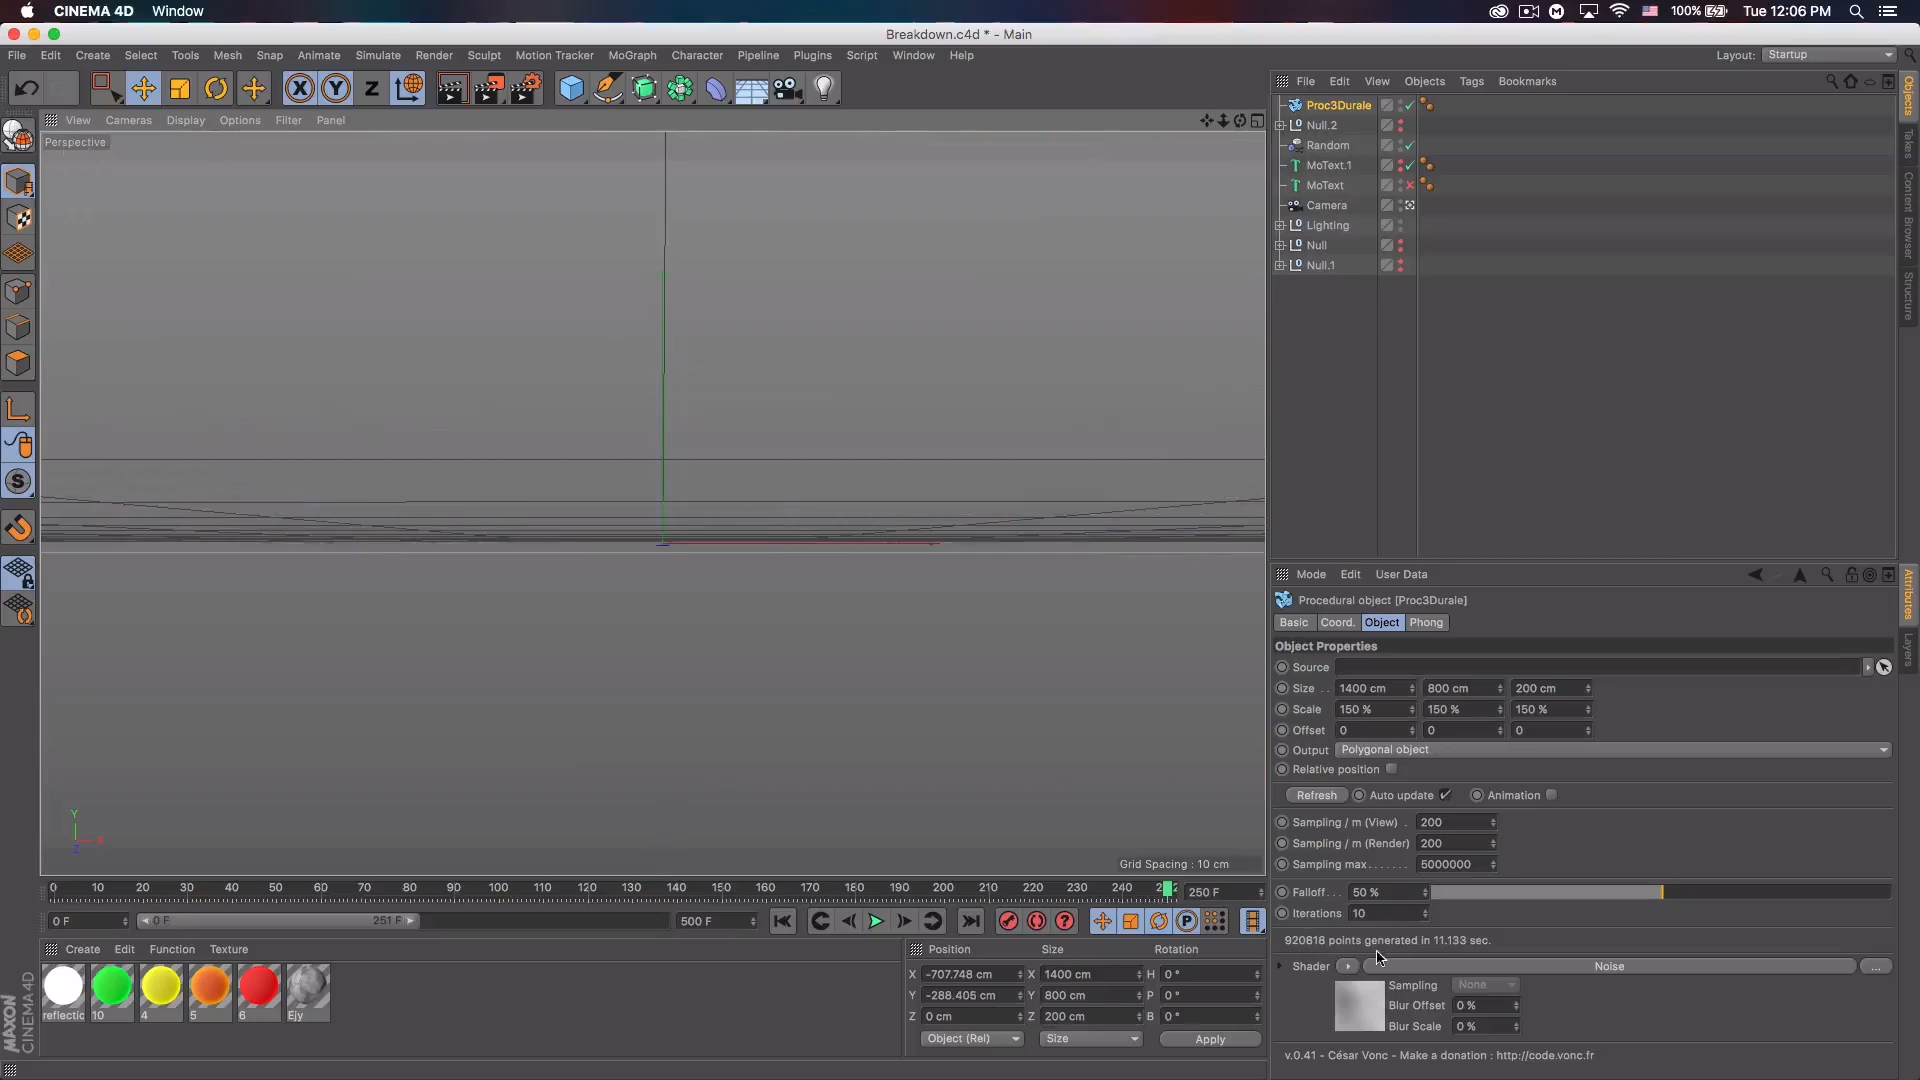 CINEMA 4D Window 100% Tue 12:06 PM
Breakdown.c4d * - Main
File Edit Create Select Tools Mesh Snap Animate Simulate Render Sculpt Motion Tracker MoGraph Character Pipeline Plugins Script Window Help Layout: Startup
X Y Z
File Edit View Objects Tags Bookmarks
Objects
Takes
Content Browser
Structure
Proc3Durale
Null.2
Random
MoText.1
MoText
Camera
Lighting
Null
Null.1
View Cameras Display Options Filter Panel
Perspective
Y
X
Z
Grid Spacing : 10 cm
Mode Edit User Data
Attributes
Layers
Procedural object [Proc3Durale]
Basic Coord. Object Phong
Object Properties
Source
Size . . 1400 cm 800 cm 200 cm
Scale 150 % 150 % 150 %
Offset 0 0 0
Output Polygonal object
Relative position
Refresh Auto update Animation
Sampling / m (View) . 200
Sampling / m (Render) 200
Sampling max. . . . . . . 5000000
Falloff. . . 50 %
Iterations 10
920818 points generated in 11.133 sec.
Shader Noise ...
Sampling None
Blur Offset 0 %
Blur Scale 0 %
v.0.41 - César Vonc - Make a donation : http://code.vonc.fr
0 10 20 30 40 50 60 70 80 90 100 110 120 130 140 150 160 170 180 190 200 210 220 230 240 250 F
0 F 0 F 251 F 500 F
Create Edit Function Texture
reflectic 10 4 5 6 Ejy
Position Size Rotation
X -707.748 cm X 1400 cm H 0 °
Y -288.405 cm Y 800 cm P 0 °
Z 0 cm Z 200 cm B 0 °
Object (Rel) Size Apply
MAXON
CINEMA 4D